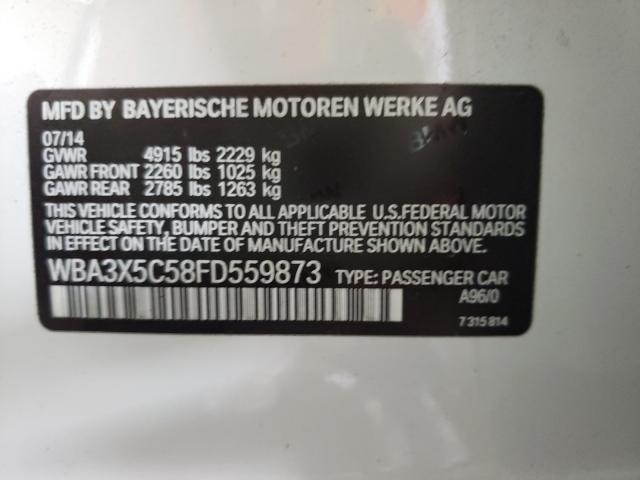 MFD BY BAYERISCHE MOTOREN WERKE AG
07/14
GVWR 4915 lbs 2229 kg
GAWR FRONT 2260 lbs 1025 kg
GAWR REAR 2785 lbs 1263 kg
THIS VEHICLE CONFORMS TO ALL APPLICABLE U.S.FEDERAL MOTOR
VEHICLE SAFETY, BUMPER AND THEFT PREVENTION STANDARDS
IN EFFECT ON THE DATE OF MANUFACTURE SHOWN ABOVE.
WBA3X5C58FD559873 TYPE: PASSENGER CAR
A96/0
7 315 814